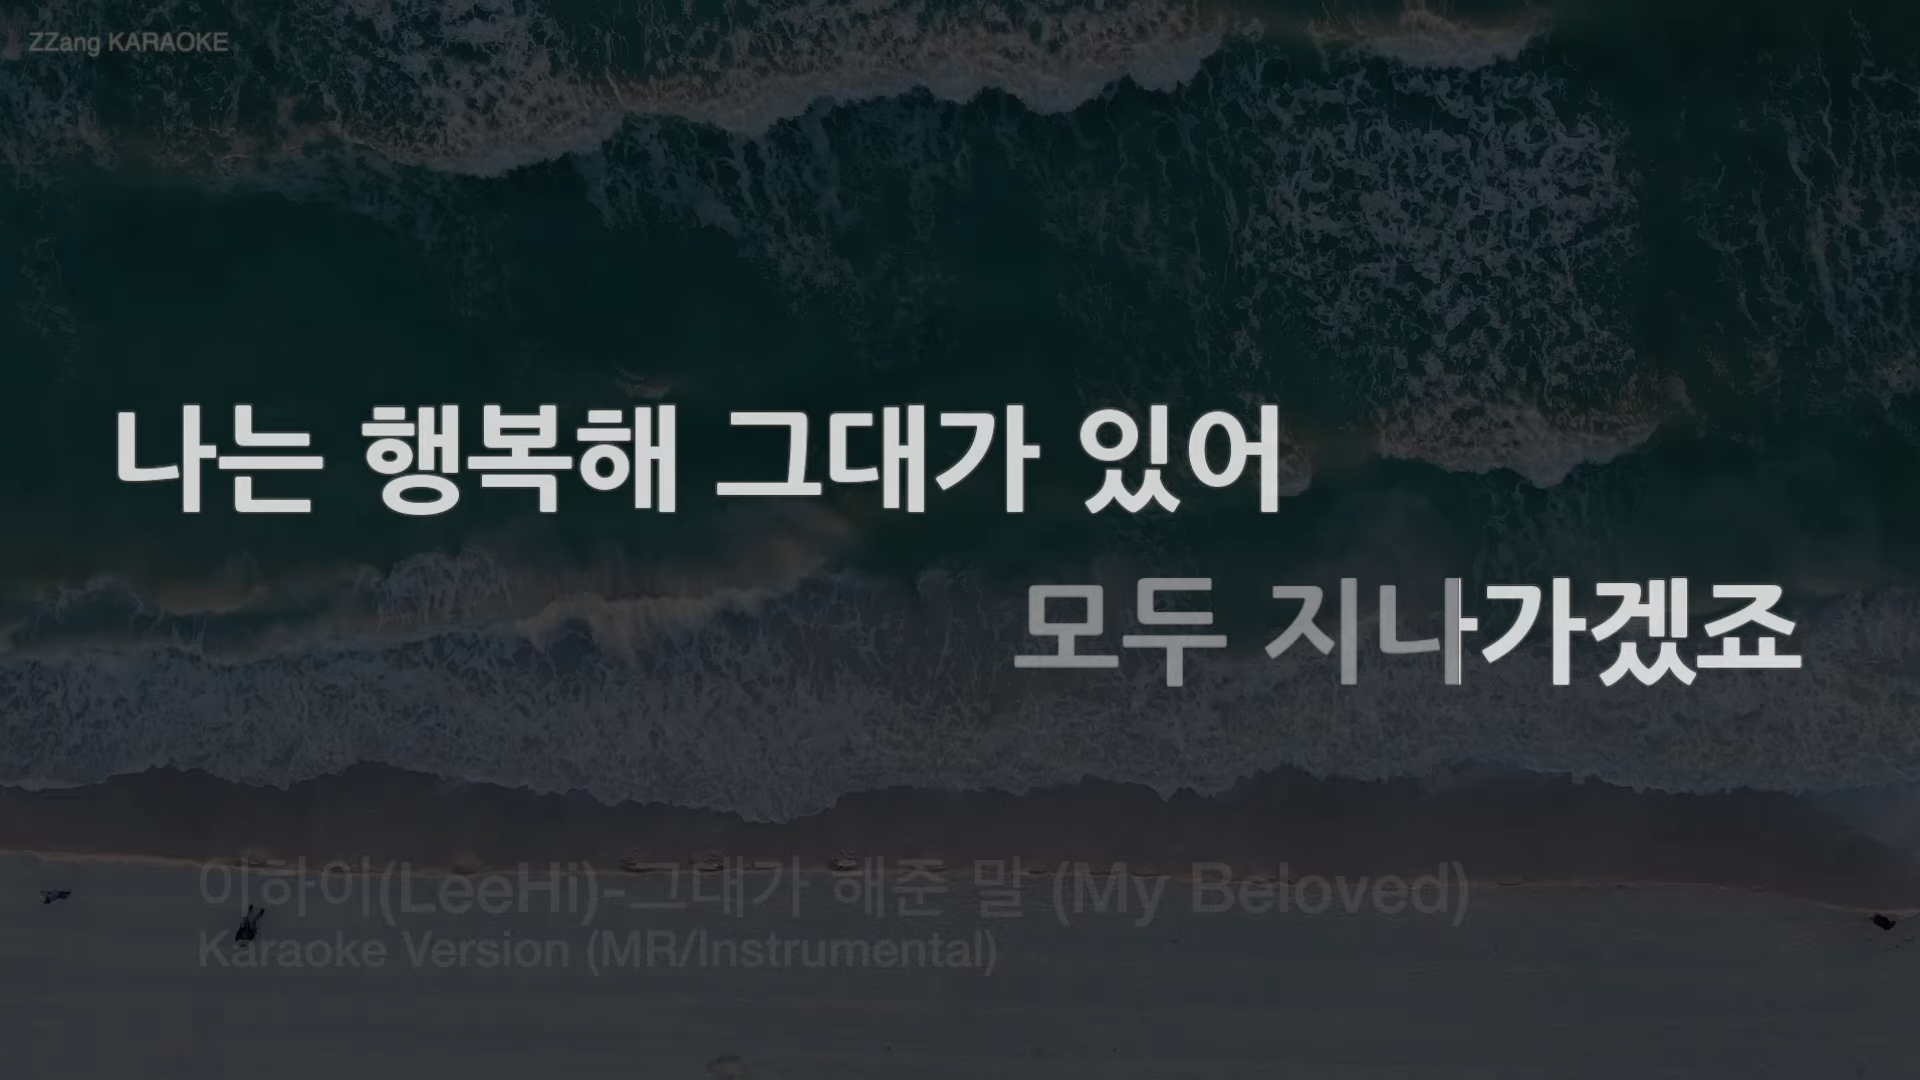 ZZang KARAOKE
나는 행복해 그대가 있어
모두 지나가겠죠
이하이(LeeHi)-그대가 해준 말 (My Beloved)
Karaoke Version (MR/Instrumental)